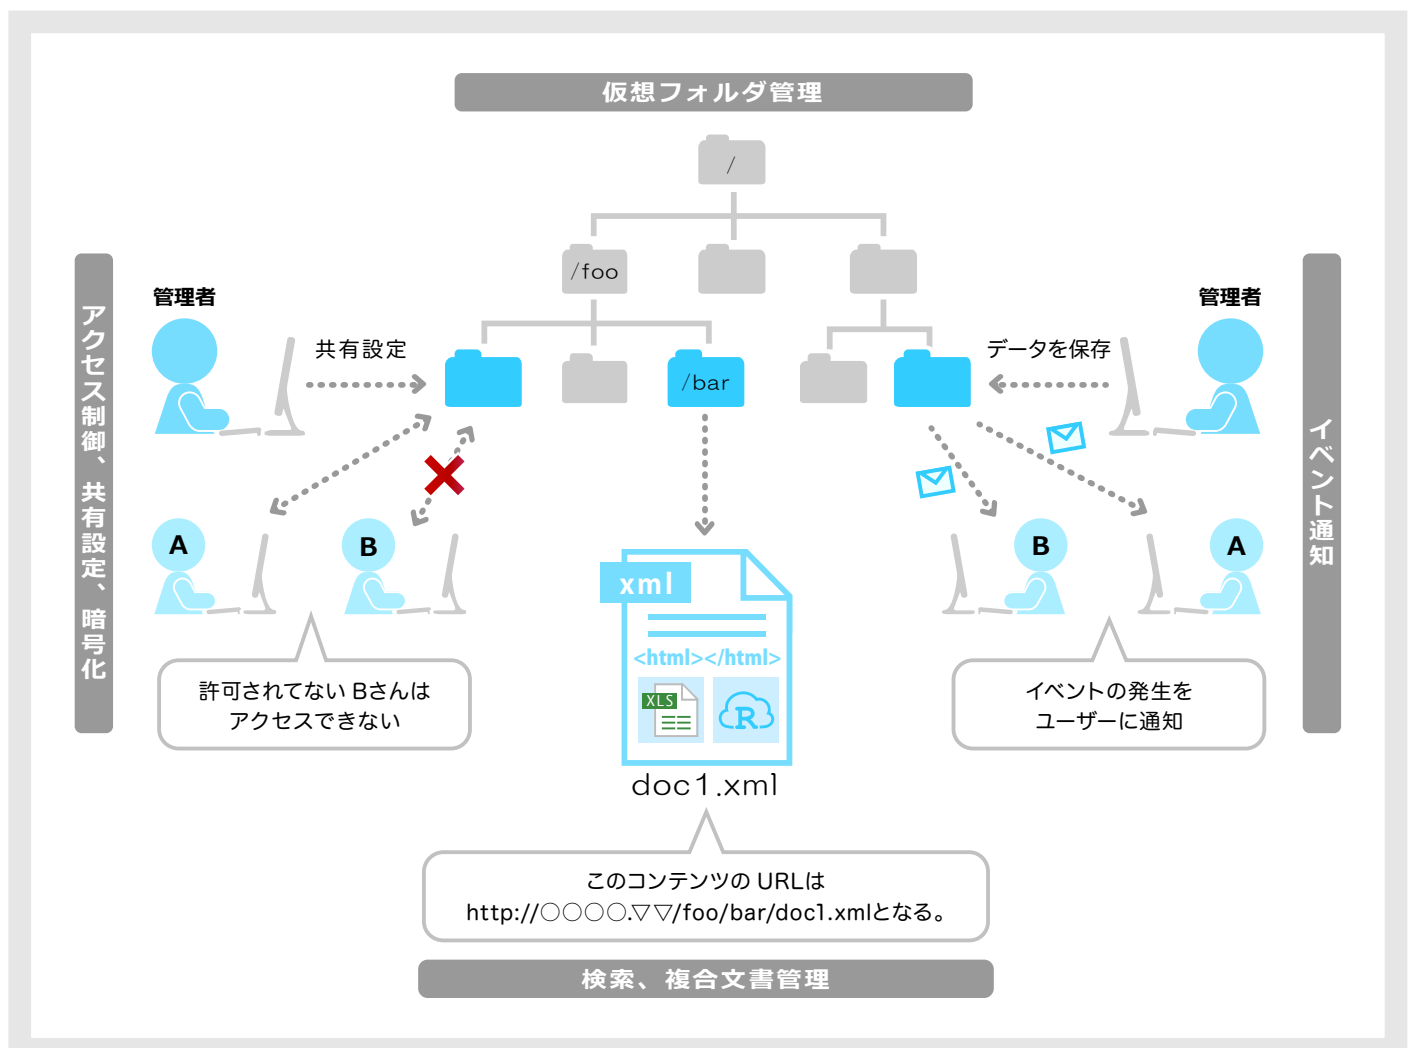 仮想フォルダ管理
/
/foo
/bar
アクセス制御、共有設定、暗号化
管理者
共有設定
A
B
許可されてない Bさんは
アクセスできない
xml
<html></html>
XLS
R
doc1.xml
このコンテンツの URLは
http://○○○○.▽▽/foo/bar/doc1.xmlとなる。
検索、複合文書管理
管理者
データを保存
B
A
イベントの発生を
ユーザーに通知
イベント通知